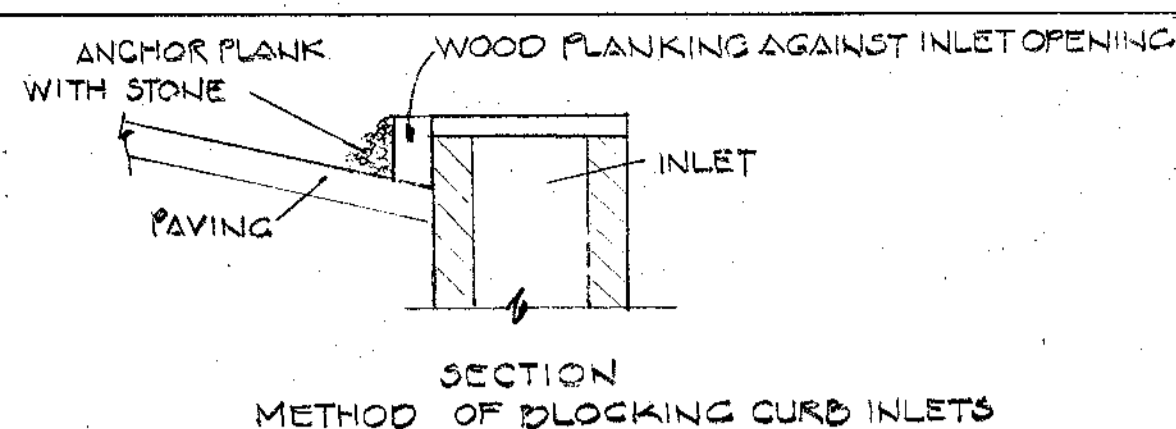 ANCHOR PLANK
WITH STONE
WOOD PLANKING AGAINST INLET OPENING
INLET
PAVING
SECTION
METHOD OF BLOCKING CURB INLETS